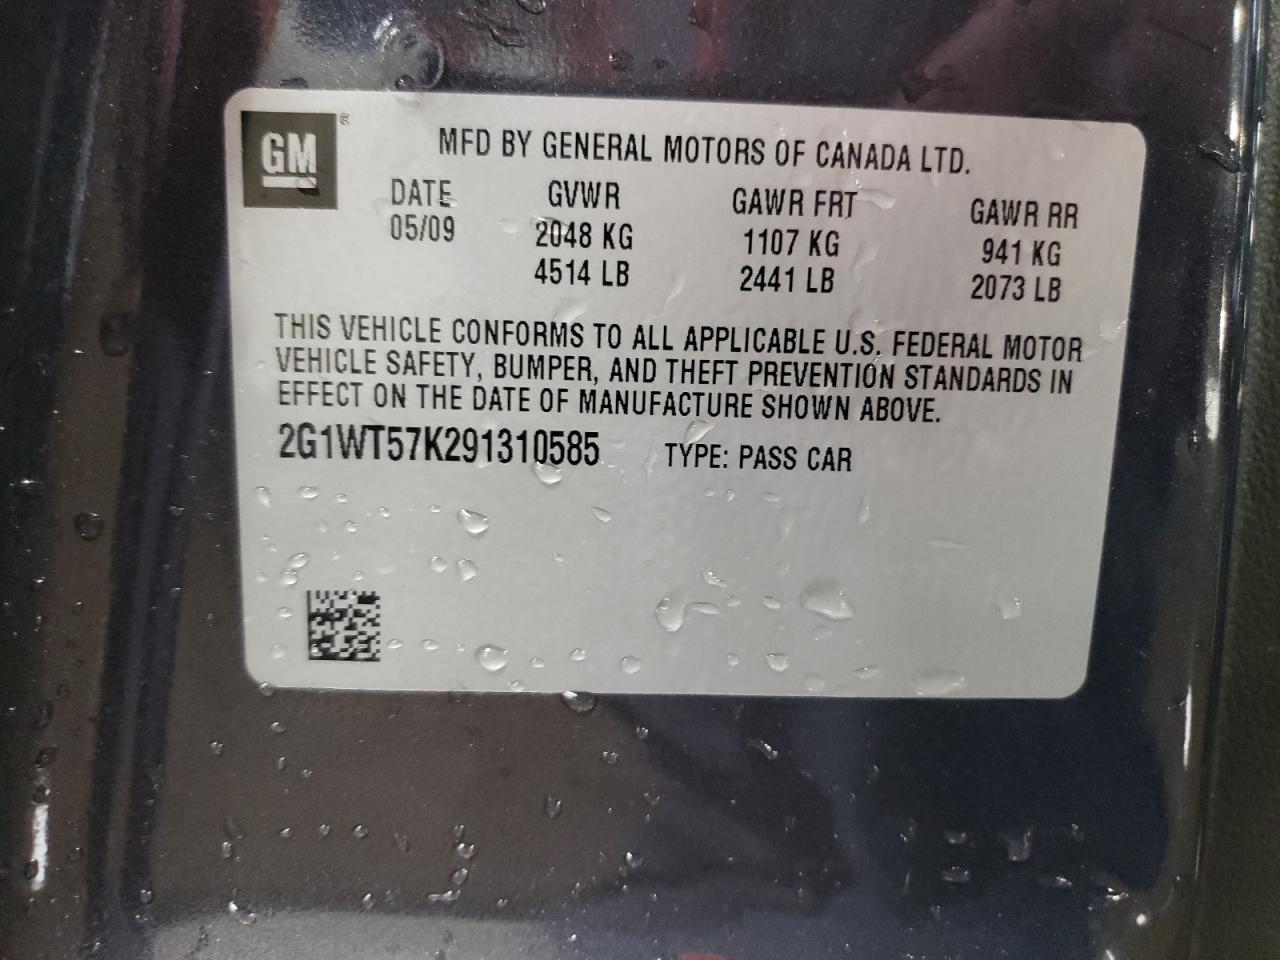 GM®
MFD BY GENERAL MOTORS OF CANADA LTD.
DATE GVWR GAWR FRT GAWR RR
05/09 2048 KG 1107 KG 941 KG
4514 LB 2441 LB 2073 LB
THIS VEHICLE CONFORMS TO ALL APPLICABLE U.S. FEDERAL MOTOR
VEHICLE SAFETY, BUMPER, AND THEFT PREVENTION STANDARDS IN
EFFECT ON THE DATE OF MANUFACTURE SHOWN ABOVE.
2G1WT57K291310585 TYPE: PASS CAR